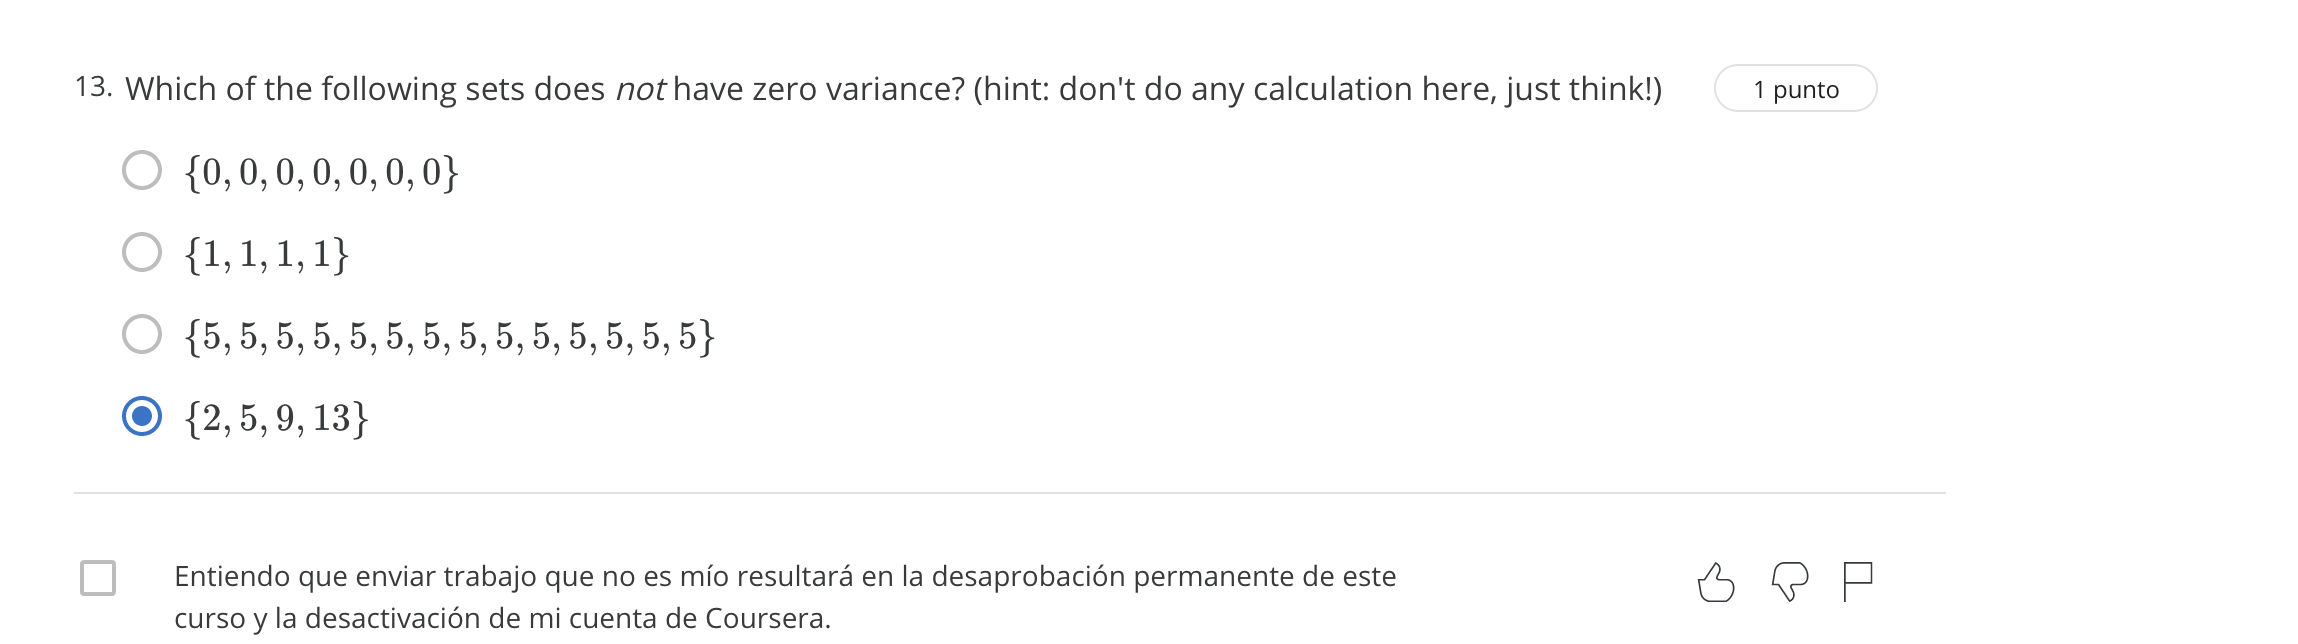 13. Which of the following sets does not have zero variance? (hint: don't do any calculation here, just think!) 1 punto
{0, 0, 0, 0, 0, 0, 0}
{1, 1, 1, 1}
{5, 5, 5, 5, 5, 5, 5, 5, 5, 5, 5, 5, 5, 5}
{2, 5, 9, 13}
Entiendo que enviar trabajo que no es mío resultará en la desaprobación permanente de este
curso y la desactivación de mi cuenta de Coursera.